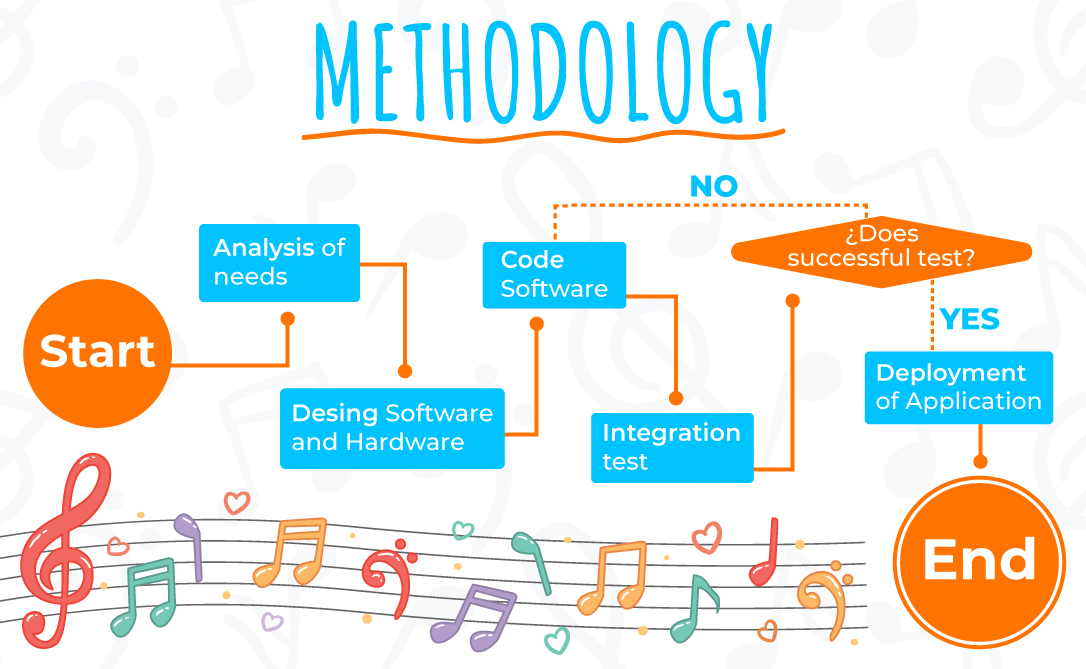 METHODOLOGY
Start
Analysis of
needs
Desing Software
and Hardware
Code
Software
Integration
test
NO
¿Does
successful test?
YES
Deployment
of Application
End